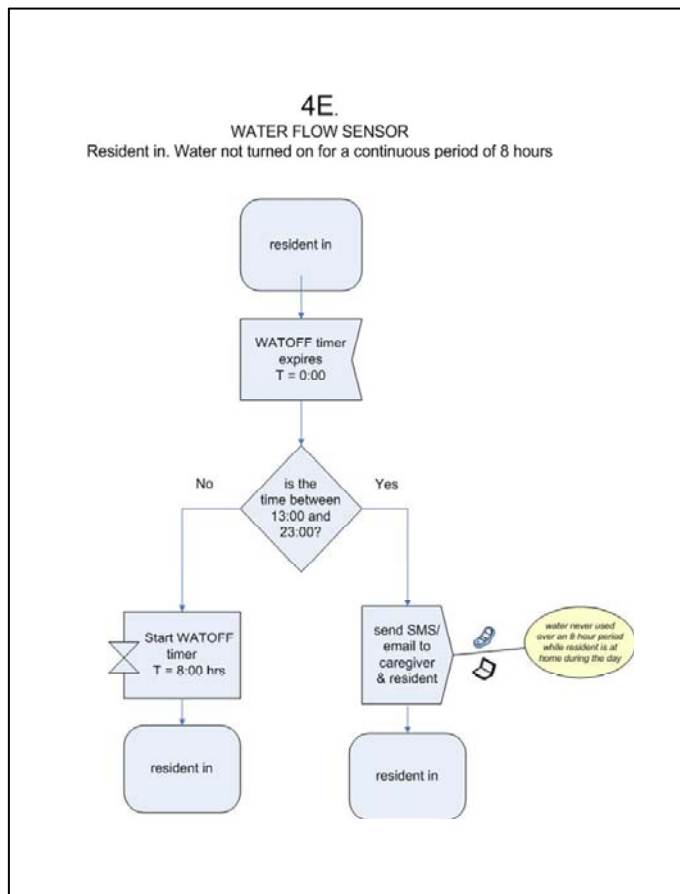 4E.
WATER FLOW SENSOR
Resident in. Water not turned on for a continuous period of 8 hours
resident in
WATOFF timer
expires
T = 0:00
is the
time between
13:00 and
23:00?
No
Yes
Start WATOFF
timer
T = 8:00 hrs
send SMS/
email to
caregiver
& resident
water never used
over an 8 hour period
while resident is at
home during the day
resident in
resident in